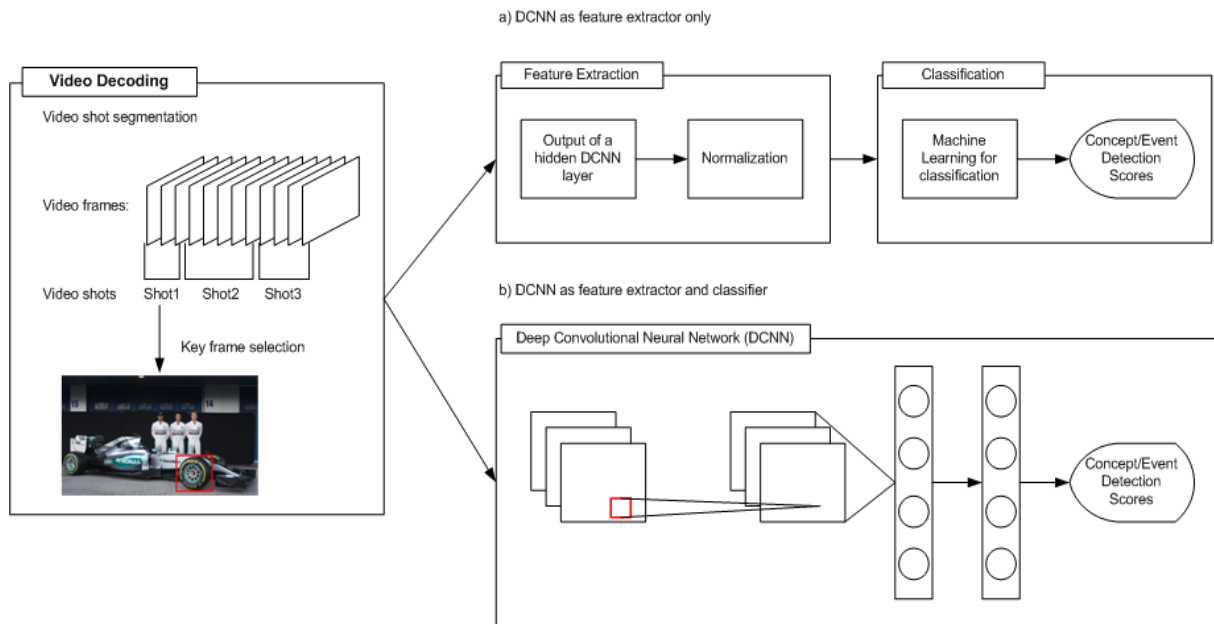 a) DCNN as feature extractor only
Video Decoding
Video shot segmentation
Video frames:
Video shots
Shot1
Shot2
Shot3
Key frame selection
15
14
Feature Extraction
Output of a
hidden DCNN
layer
Normalization
Classification
Machine
Learning for
classification
Concept/Event
Detection
Scores
b) DCNN as feature extractor and classifier
Deep Convolutional Neural Network (DCNN)
Concept/Event
Detection
Scores